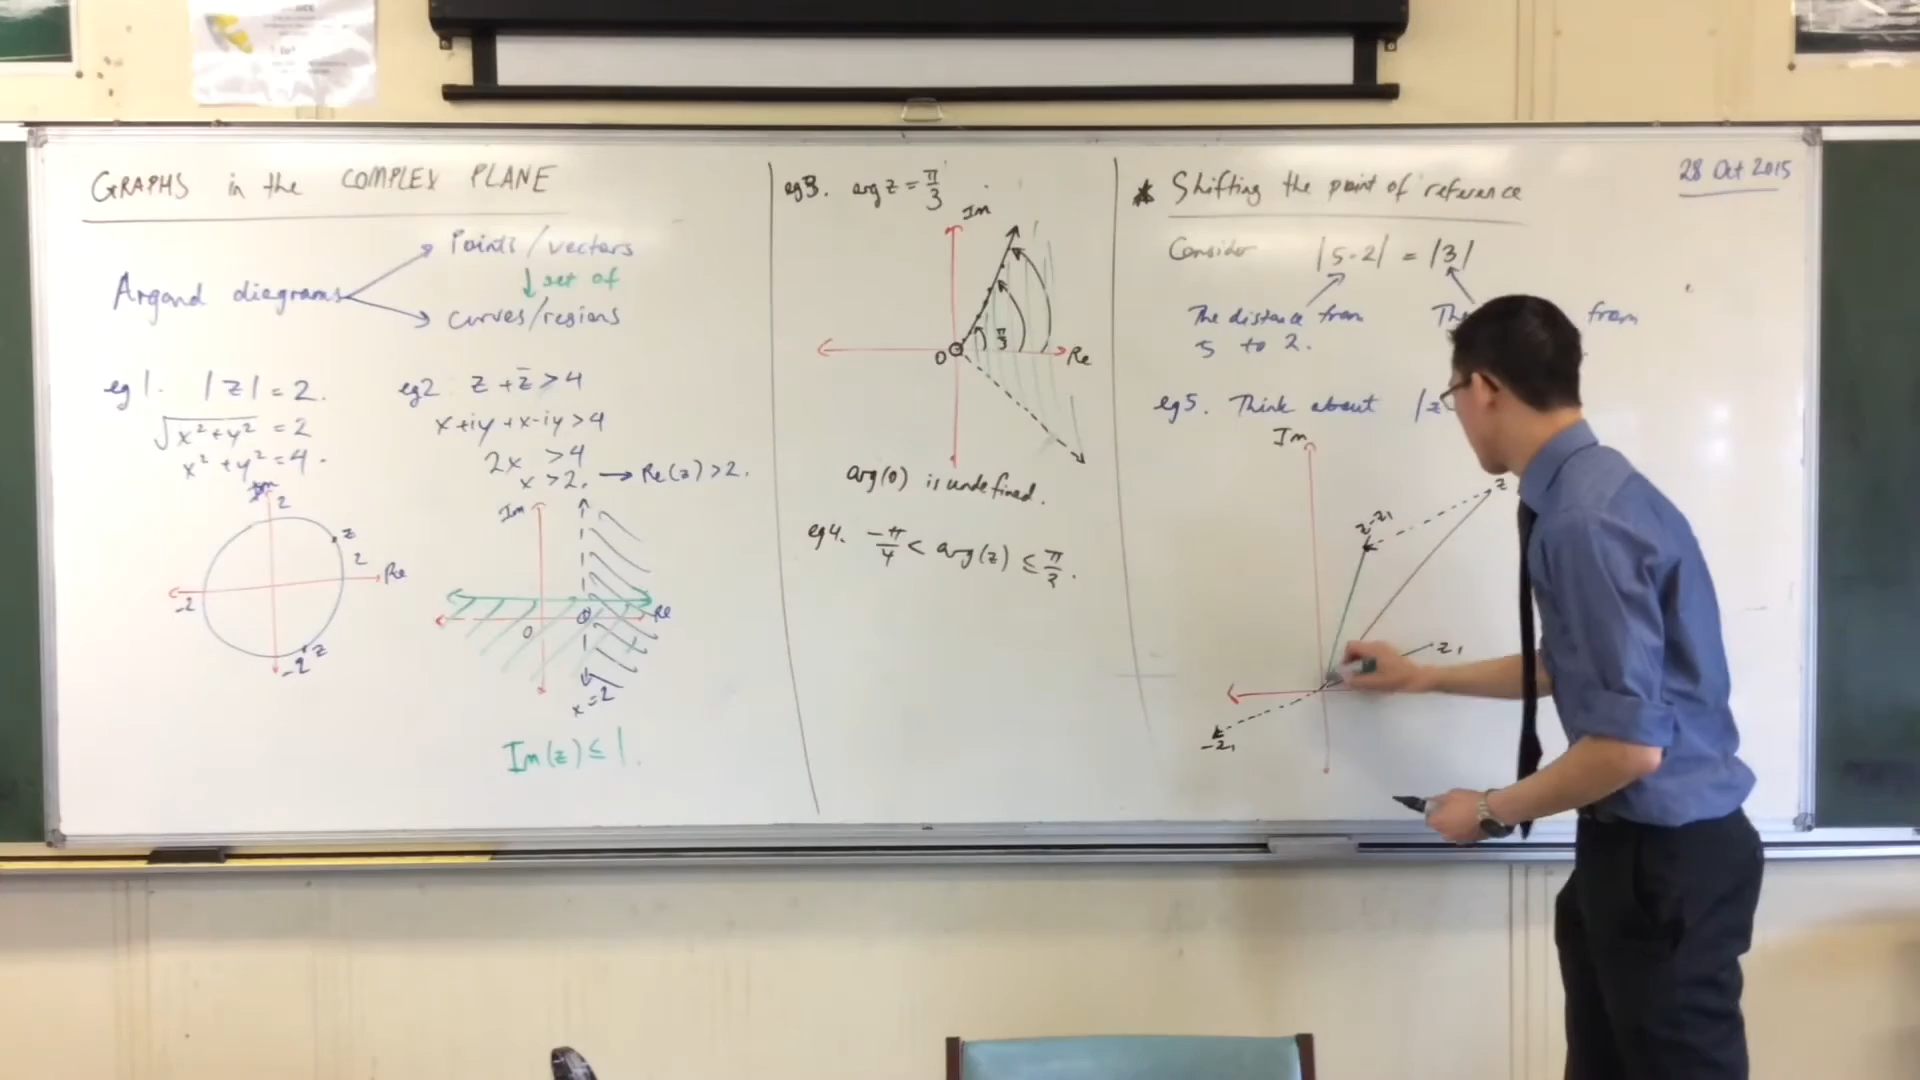 GRAPHS in the COMPLEX PLANE
Argand diagrams
Points/vectors
↓ set of
curves/regions
eg 1. |z| = 2.
√x² + y² = 2
x² + y² = 4.
Im
2
z
2
Re
-2
-2
z
eg2 z + z̄ > 4
x + iy + x - iy > 4
2x > 4
x > 2. → Re(z) > 2.
Im
Re
0
x = 2
Im(z) ≤ 1.
eg3. arg z = π/3
Im
π/3
0
Re
arg(0) is undefined.
eg4. -π/4 < arg(z) ≤ π/3.
28 Oct 2015
* Shifting the point of reference
Consider |5-2| = |3|
The distance from
5 to 2.
from
eg5. Think about |z
Im
z
z-z₁
z₁
-z₁